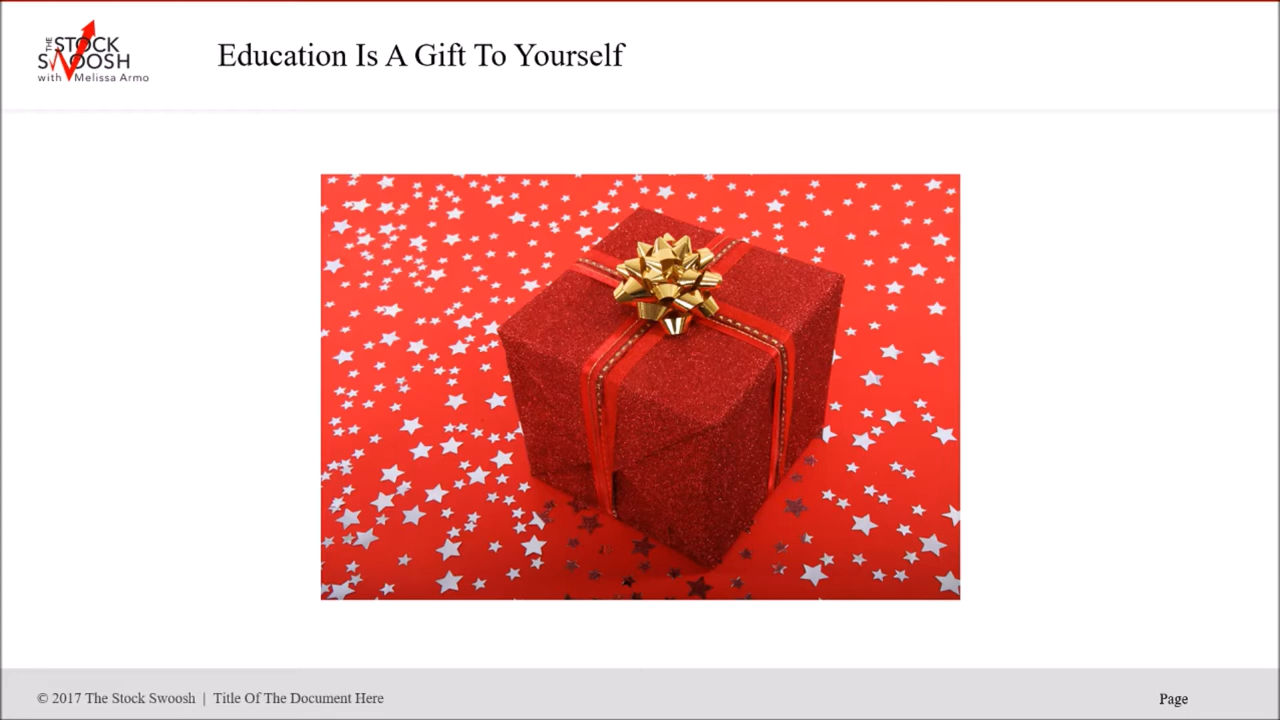 THE
STOCK
SWOOSH
with Melissa Armo
Education Is A Gift To Yourself
© 2017 The Stock Swoosh | Title Of The Document Here
Page